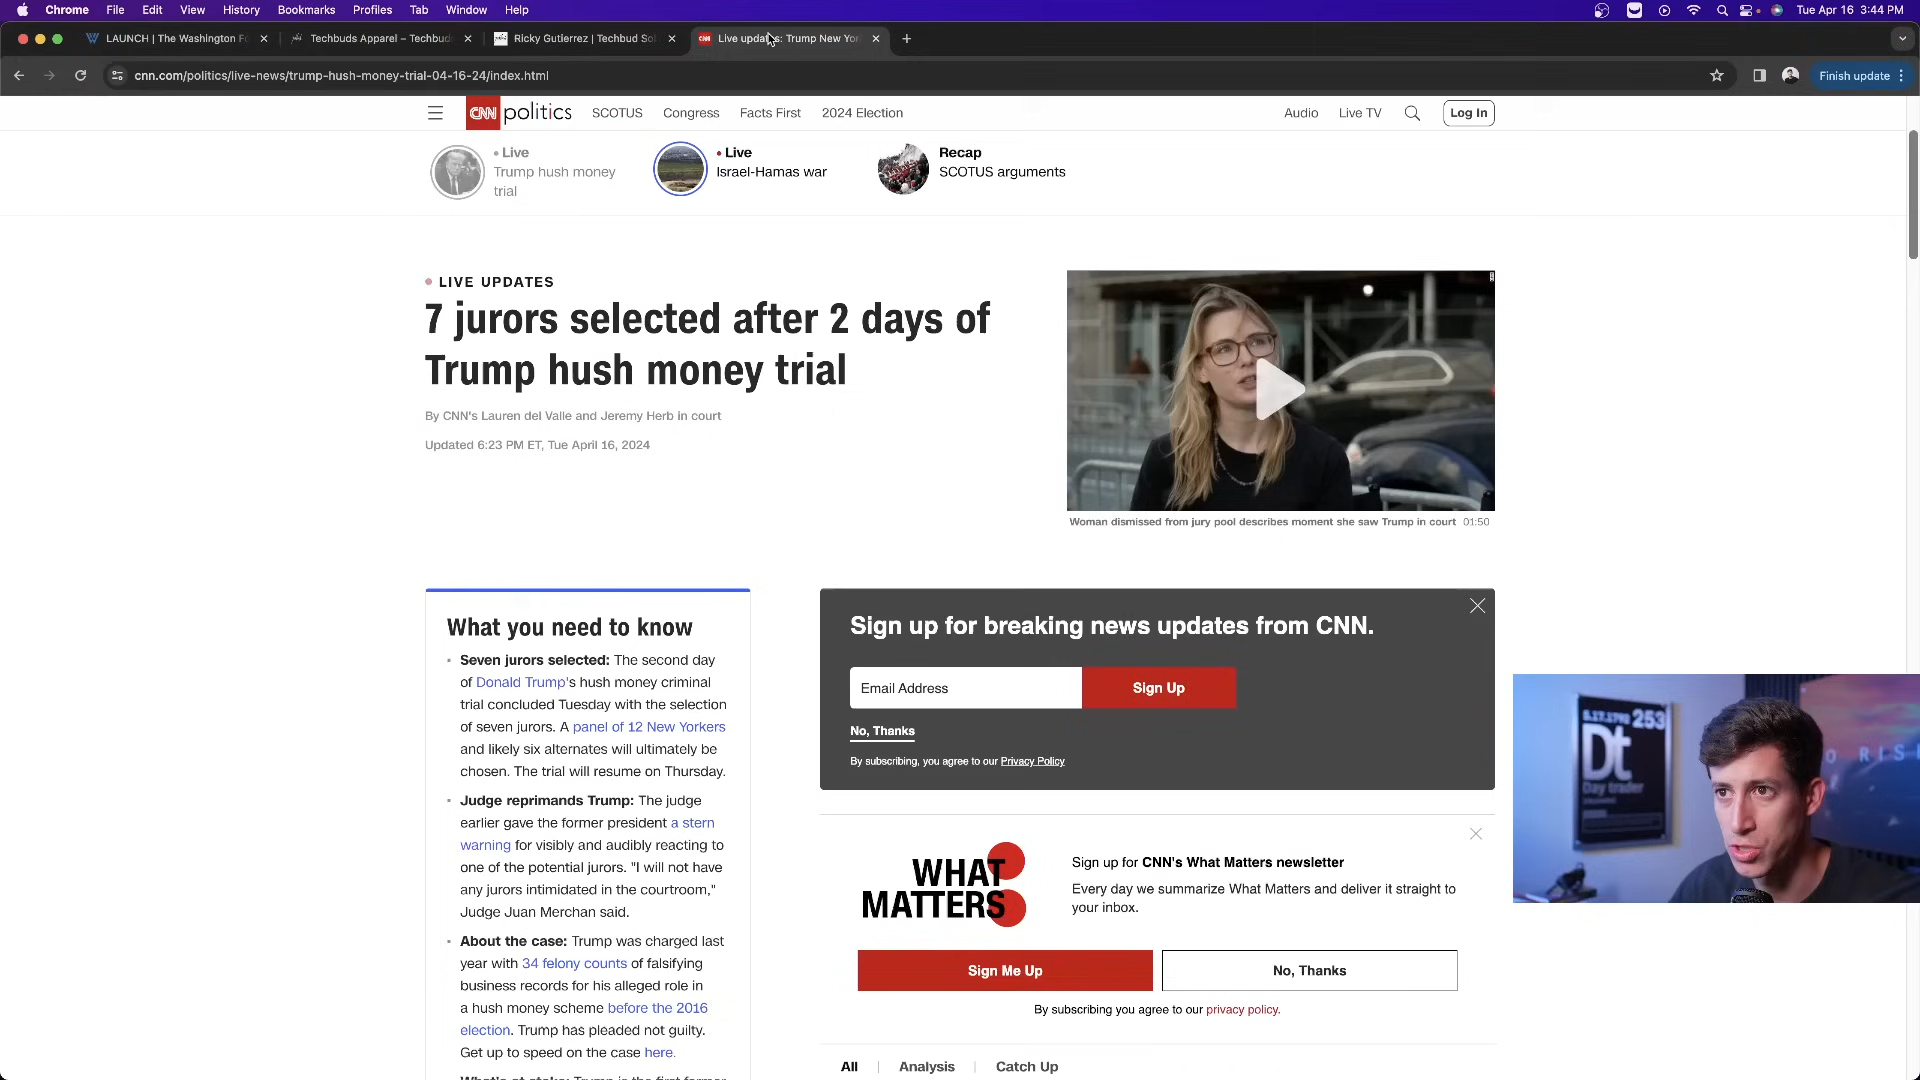 Chrome File Edit View History Bookmarks Profiles Tab Window Help
Tue Apr 16 3:44 PM
LAUNCH | The Washington Fo
Techbuds Apparel – Techbuds
Ricky Gutierrez | Techbud So
Live updates: Trump New Yor
cnn.com/politics/live-news/trump-hush-money-trial-04-16-24/index.html
Finish update
CNN politics SCOTUS Congress Facts First 2024 Election
Audio Live TV Log In
• Live
Trump hush money
trial
• Live
Israel-Hamas war
Recap
SCOTUS arguments
LIVE UPDATES
7 jurors selected after 2 days of
Trump hush money trial
By CNN's Lauren del Valle and Jeremy Herb in court
Updated 6:23 PM ET, Tue April 16, 2024
Woman dismissed from jury pool describes moment she saw Trump in court 01:50
What you need to know
Seven jurors selected: The second day
of Donald Trump's hush money criminal
trial concluded Tuesday with the selection
of seven jurors. A panel of 12 New Yorkers
and likely six alternates will ultimately be
chosen. The trial will resume on Thursday.
Judge reprimands Trump: The judge
earlier gave the former president a stern
warning for visibly and audibly reacting to
one of the potential jurors. "I will not have
any jurors intimidated in the courtroom,"
Judge Juan Merchan said.
About the case: Trump was charged last
year with 34 felony counts of falsifying
business records for his alleged role in
a hush money scheme before the 2016
election. Trump has pleaded not guilty.
Get up to speed on the case here.
Sign up for breaking news updates from CNN.
Email Address
Sign Up
No, Thanks
By subscribing, you agree to our Privacy Policy
WHAT
MATTERS
Sign up for CNN's What Matters newsletter
Every day we summarize What Matters and deliver it straight to
your inbox.
Sign Me Up
No, Thanks
By subscribing you agree to our privacy policy.
All | Analysis | Catch Up
253
Dt
Day trader
O RIS